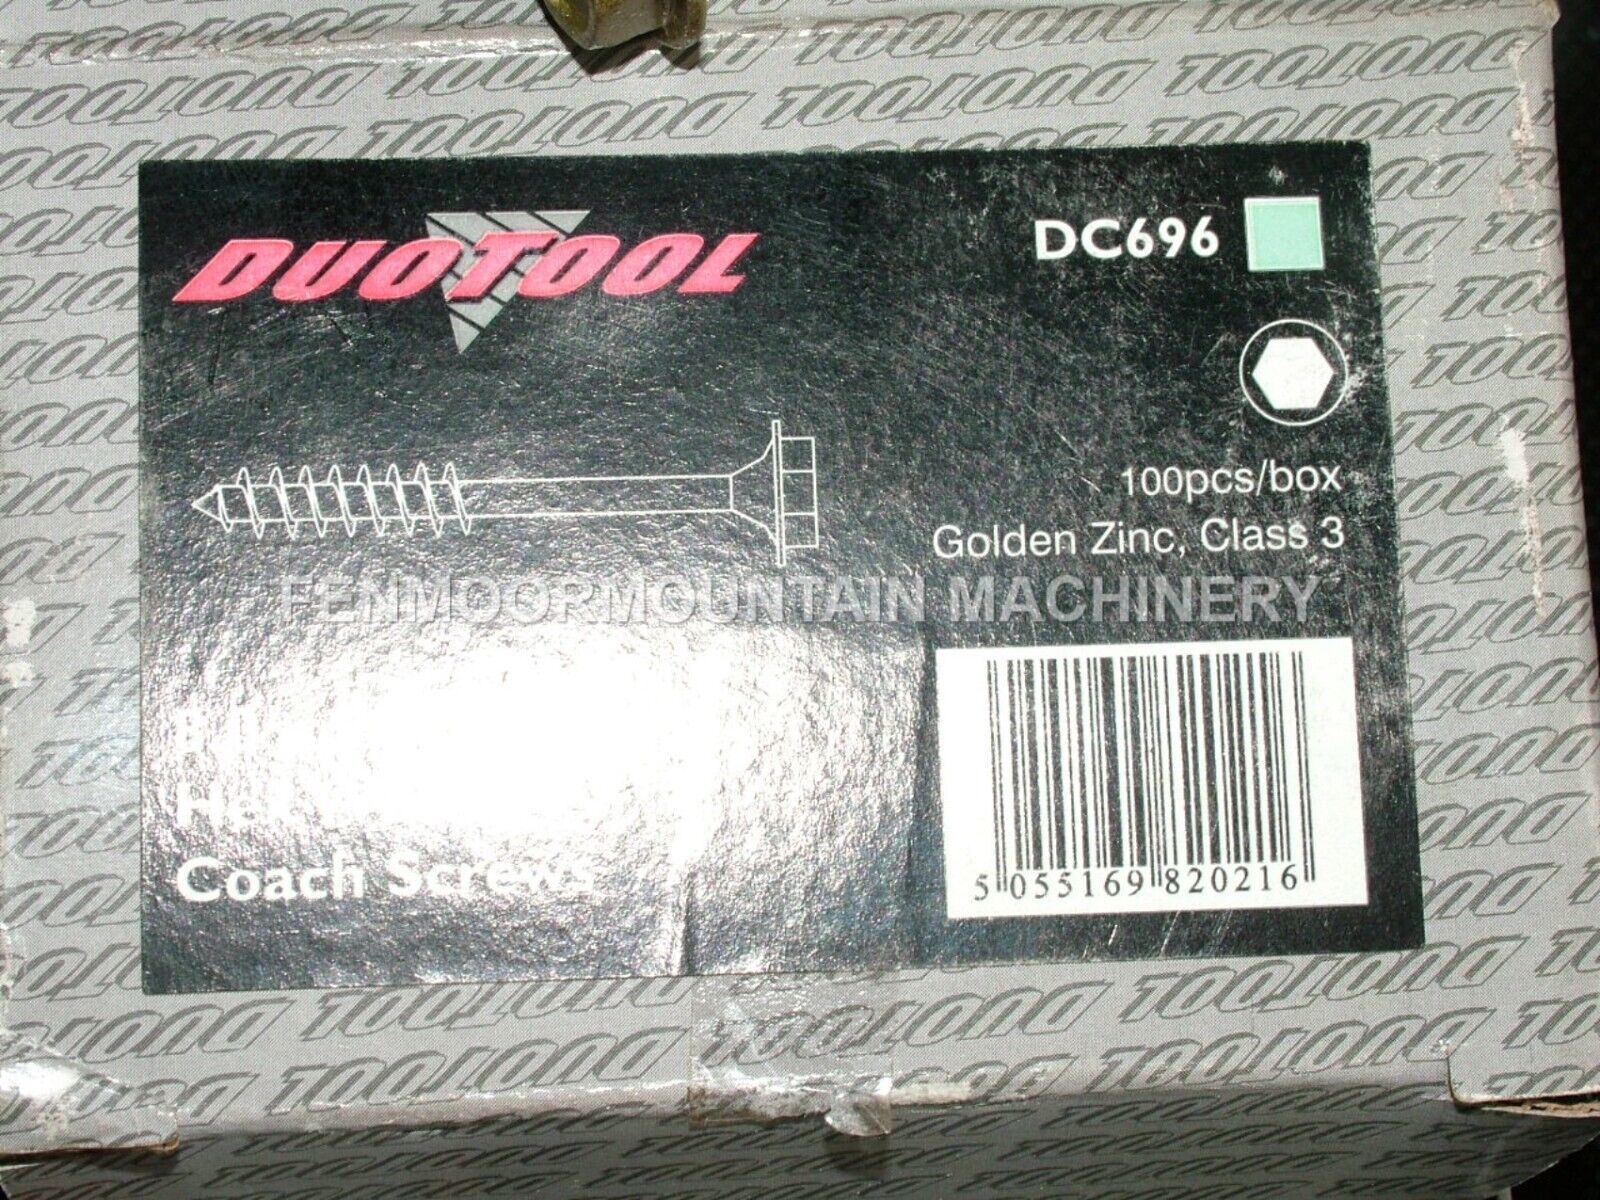 DUOTOOL
DC696
100pcs/box
Golden Zinc, Class 3
FENMOORMOUNTAIN MACHINERY
Coach Screws
5 055169 820216